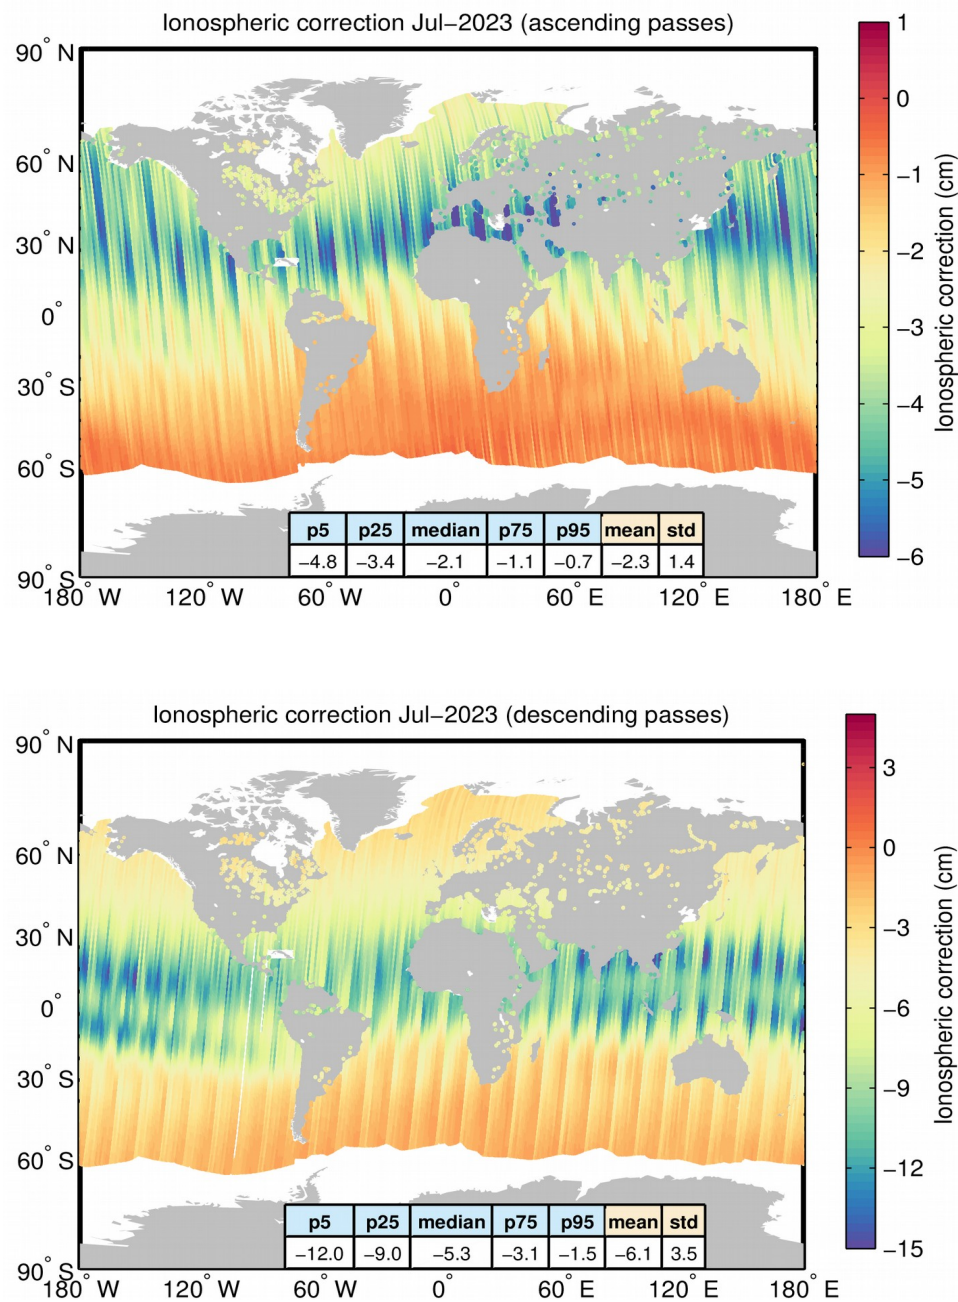 Ionospheric correction Jul−2023 (ascending passes)
90° N
60° N
30° N
0°
30° S
60° S
90° S
180° W 120° W 60° W 0° 60° E 120° E 180° E
p5 p25 median p75 p95 mean std
−4.8 −3.4 −2.1 −1.1 −0.7 −2.3 1.4
1
0
−1
−2
−3
−4
−5
−6
Ionospheric correction (cm)
Ionospheric correction Jul−2023 (descending passes)
90° N
60° N
30° N
0°
30° S
60° S
90° S
180° W 120° W 60° W 0° 60° E 120° E 180° E
p5 p25 median p75 p95 mean std
−12.0 −9.0 −5.3 −3.1 −1.5 −6.1 3.5
3
0
−3
−6
−9
−12
−15
Ionospheric correction (cm)